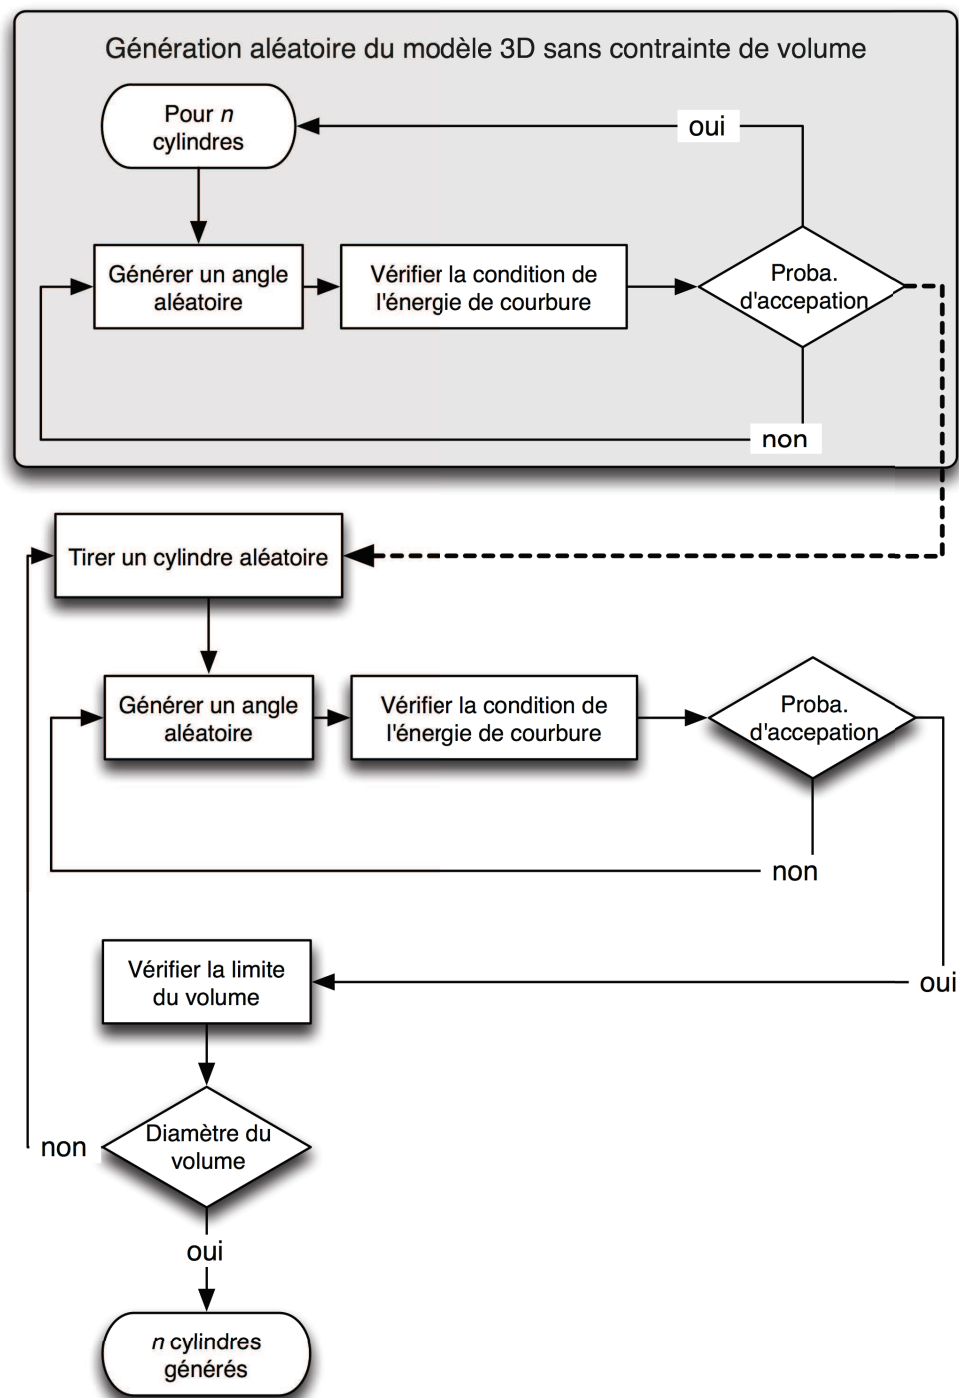 Génération aléatoire du modèle 3D sans contrainte de volume
Pour n
cylindres
oui
Générer un angle
aléatoire
Vérifier la condition de
l'énergie de courbure
Proba.
d'accepation
non
Tirer un cylindre aléatoire
Générer un angle
aléatoire
Vérifier la condition de
l'énergie de courbure
Proba.
d'accepation
non
Vérifier la limite
du volume
oui
Diamètre du
volume
non
oui
n cylindres
générés